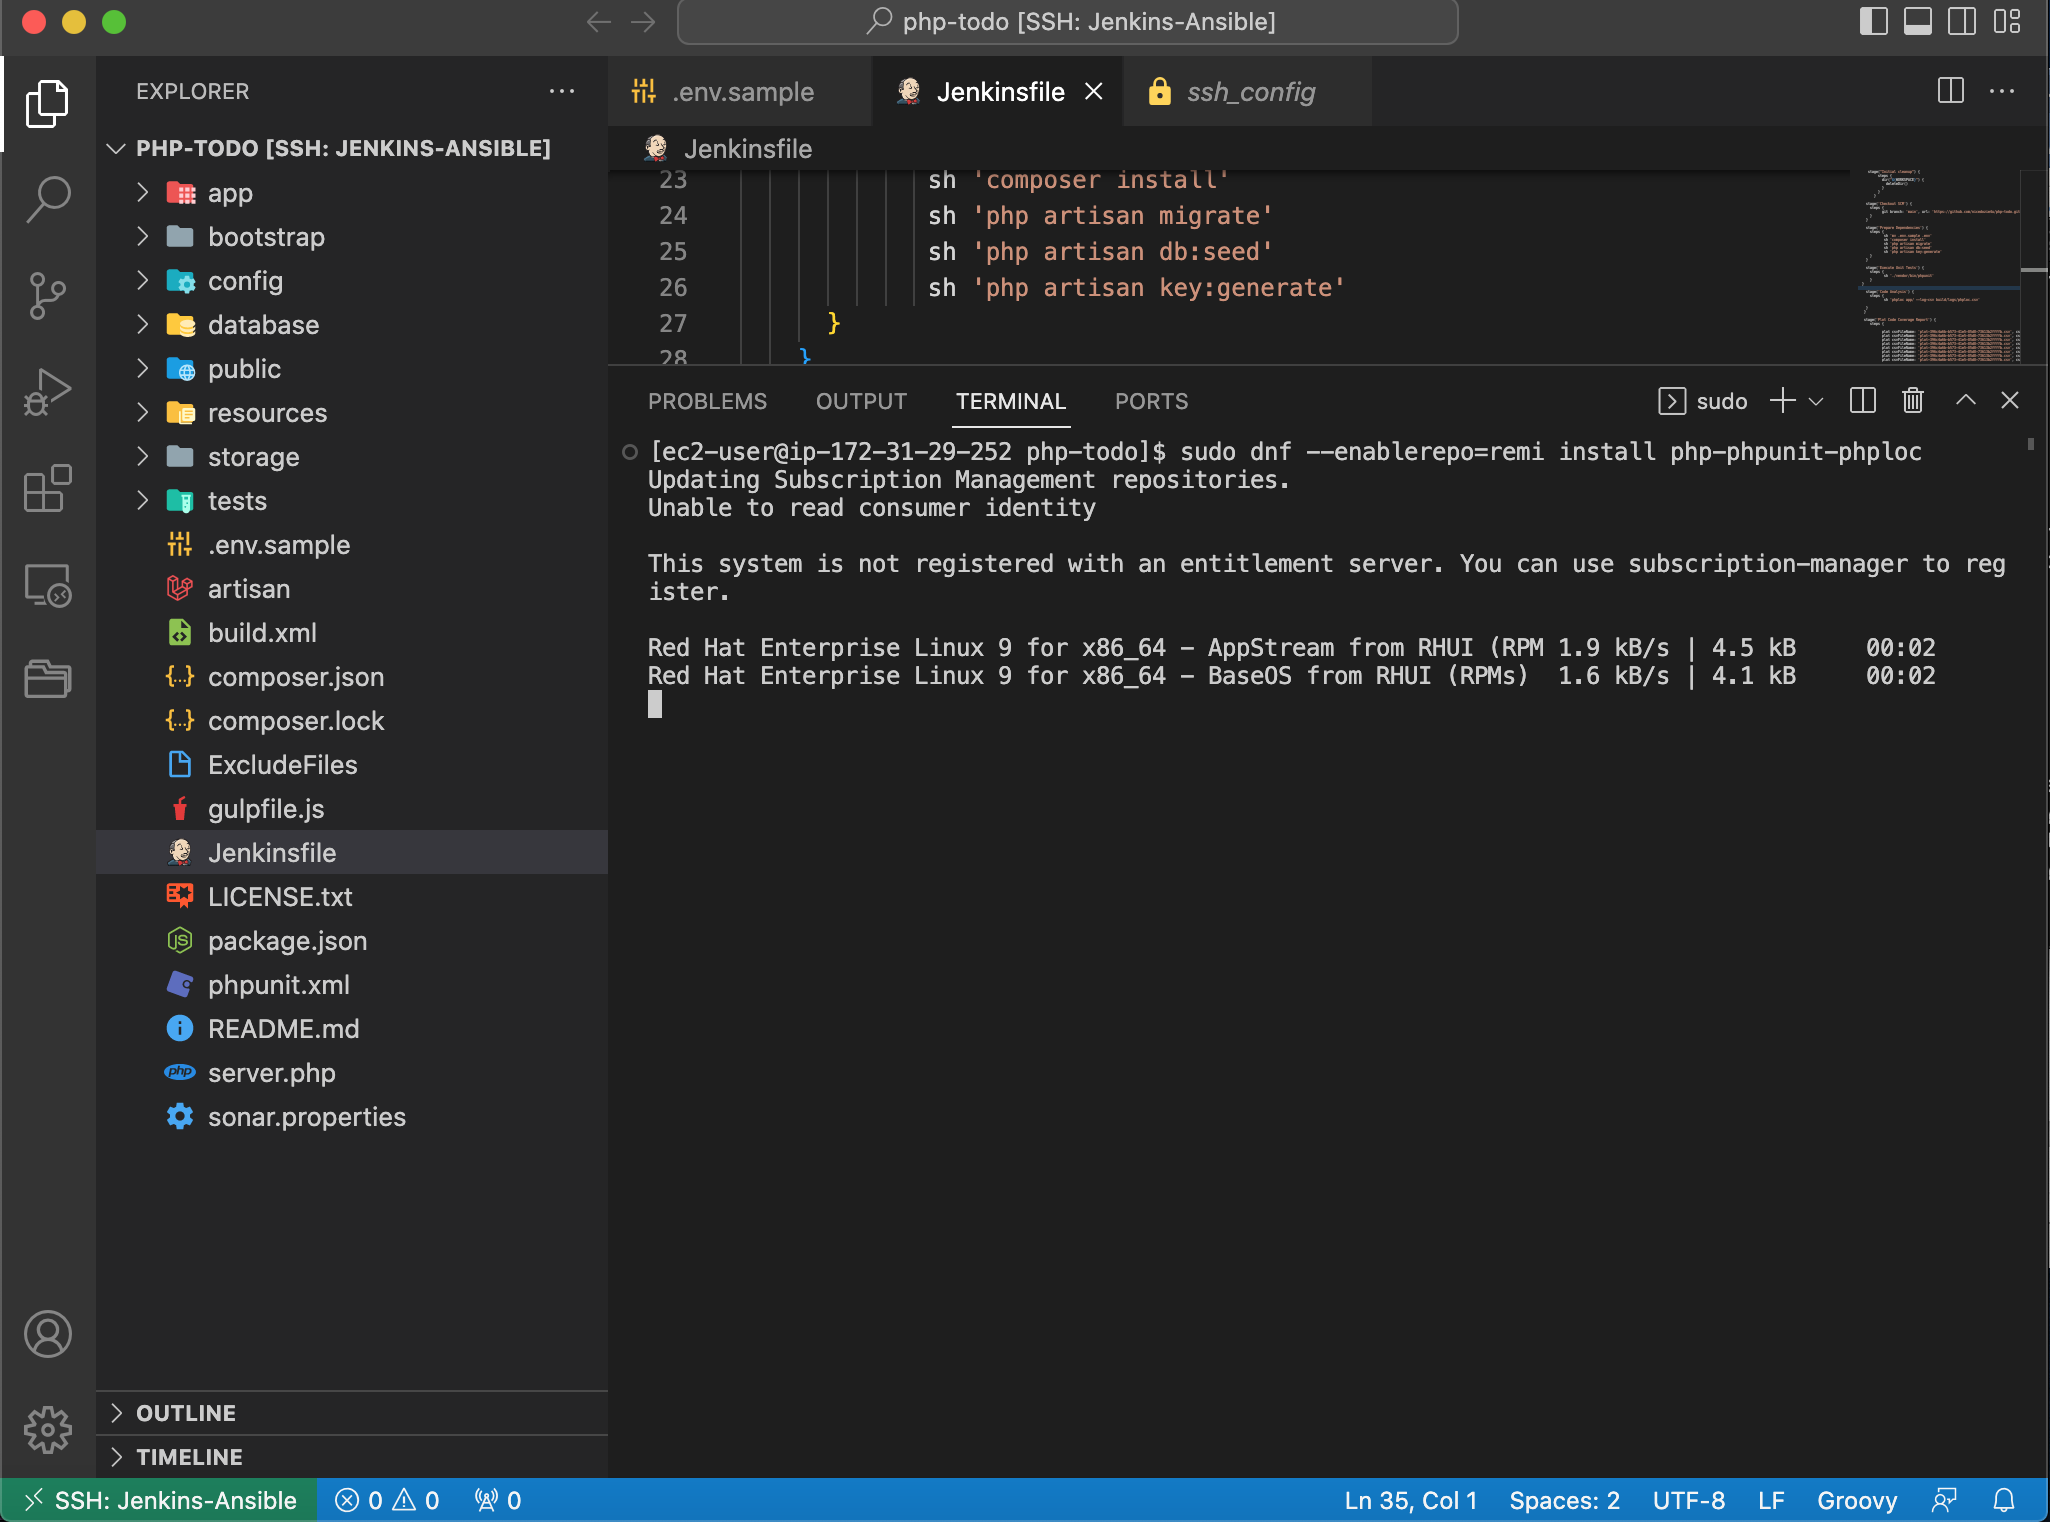 php-todo [SSH: Jenkins-Ansible]
EXPLORER
PHP-TODO [SSH: JENKINS-ANSIBLE]
app
bootstrap
config
database
public
resources
storage
tests
.env.sample
artisan
build.xml
composer.json
composer.lock
ExcludeFiles
gulpfile.js
Jenkinsfile
LICENSE.txt
package.json
phpunit.xml
README.md
server.php
sonar.properties
OUTLINE
TIMELINE
.env.sample
Jenkinsfile
ssh_config
Jenkinsfile
23 sh 'composer install'
24 sh 'php artisan migrate'
25 sh 'php artisan db:seed'
26 sh 'php artisan key:generate'
27 }
28 }
PROBLEMS OUTPUT TERMINAL PORTS
sudo
[ec2-user@ip-172-31-29-252 php-todo]$ sudo dnf --enablerepo=remi install php-phpunit-phploc
Updating Subscription Management repositories.
Unable to read consumer identity
This system is not registered with an entitlement server. You can use subscription-manager to reg
ister.
Red Hat Enterprise Linux 9 for x86_64 - AppStream from RHUI (RPM 1.9 kB/s | 4.5 kB 00:02
Red Hat Enterprise Linux 9 for x86_64 - BaseOS from RHUI (RPMs) 1.6 kB/s | 4.1 kB 00:02
SSH: Jenkins-Ansible 0 0 0 Ln 35, Col 1 Spaces: 2 UTF-8 LF Groovy